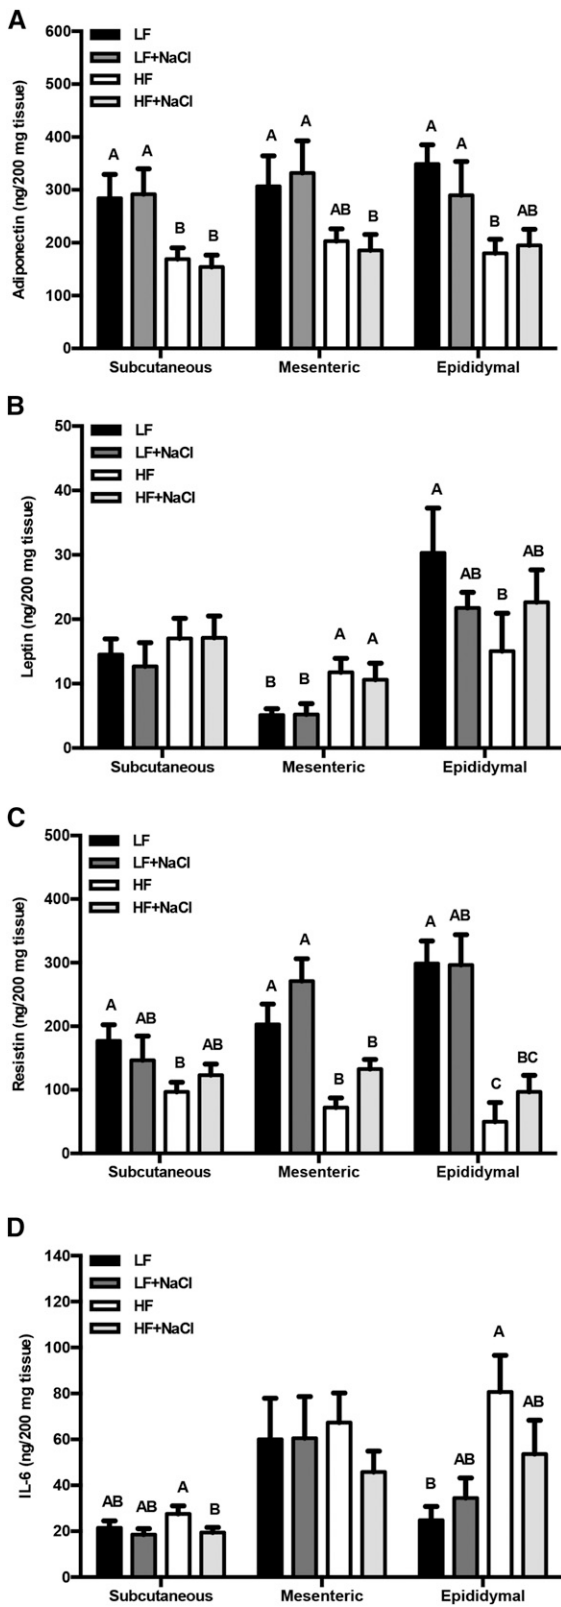 A
LF
LF+NaCl
HF
HF+NaCl
Adiponectin (ng/200 mg tissue)
600
500
400
300
200
100
0
A A B B
A A AB B
A A B AB
Subcutaneous Mesenteric Epididymal
B
LF
LF+NaCl
HF
HF+NaCl
Leptin (ng/200 mg tissue)
50
40
30
20
10
0
B B A A
A AB B AB
Subcutaneous Mesenteric Epididymal
C
LF
LF+NaCl
HF
HF+NaCl
Resistin (ng/200 mg tissue)
500
400
300
200
100
0
A AB B AB
A A B B
A AB C BC
Subcutaneous Mesenteric Epididymal
D
LF
LF+NaCl
HF
HF+NaCl
IL-6 (ng/200 mg tissue)
140
120
100
80
60
40
20
0
AB AB A B
B AB A AB
Subcutaneous Mesenteric Epididymal